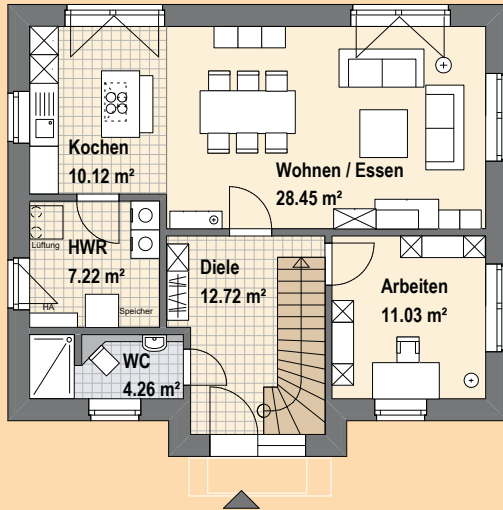 Kochen
10.12 m²
Wohnen / Essen
28.45 m²
Lüftung
HWR
7.22 m²
HA
Speicher
Diele
12.72 m²
Arbeiten
11.03 m²
WC
4.26 m²